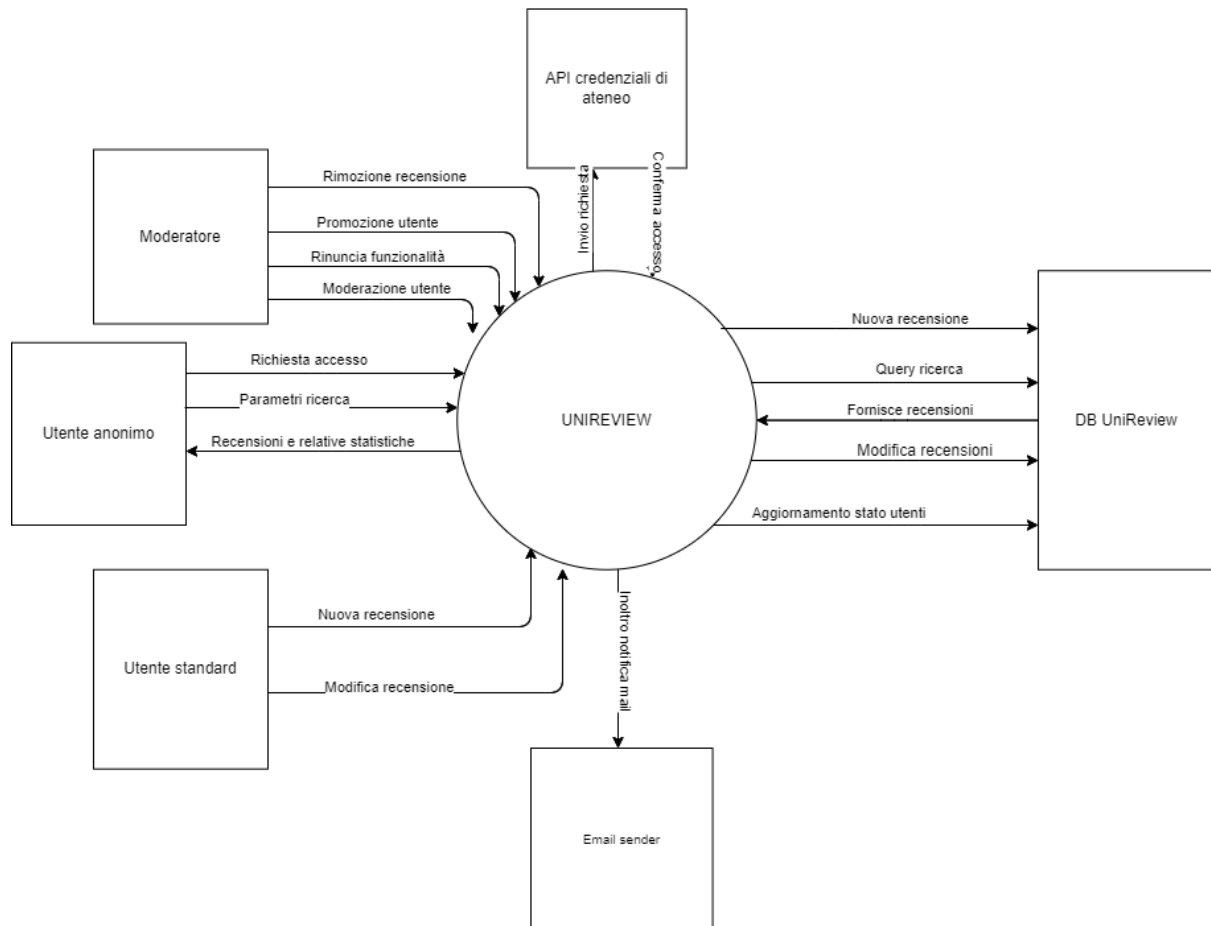 API credenziali di
ateneo
Moderatore
Rimozione recensione
Promozione utente
Rinuncia funzionalità
Moderazione utente
Invio richiesta
Conferma accesso
Utente anonimo
Richiesta accesso
Parametri ricerca
Recensioni e relative statistiche
UNIREVIEW
Nuova recensione
Query ricerca
Fornisce recensioni
Modifica recensioni
Aggiornamento stato utenti
DB UniReview
Utente standard
Nuova recensione
Modifica recensione
Inoltro notifica mail
Email sender